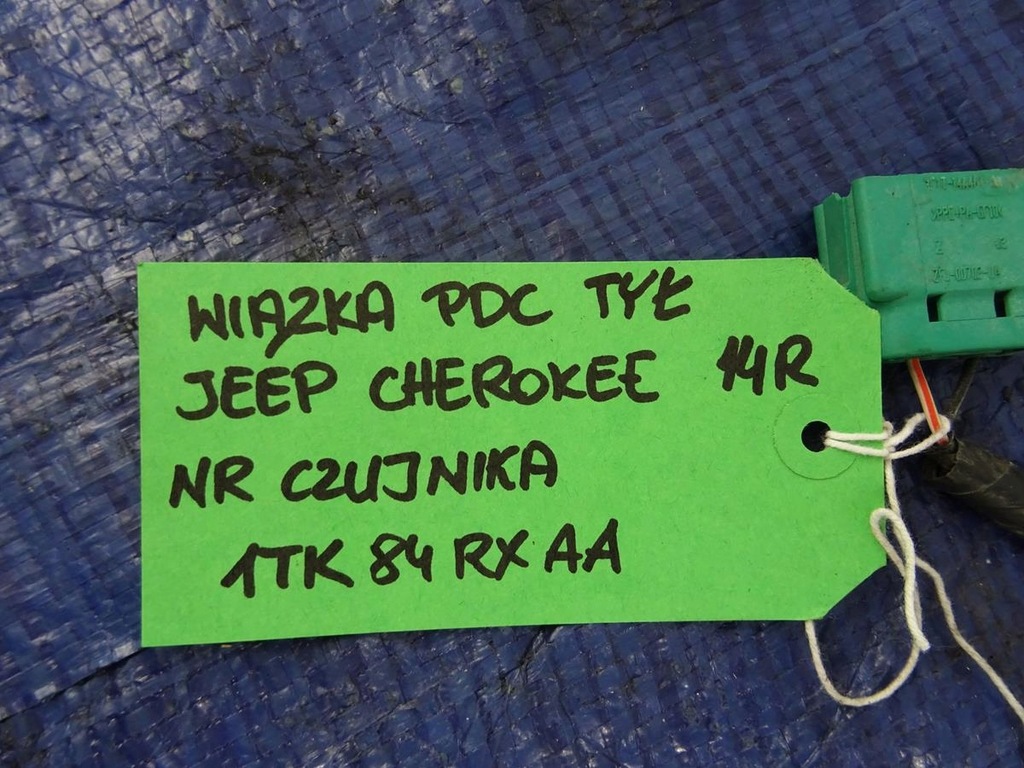 WIĄZKA PDC TYŁ
JEEP CHEROKEE 14R
NR CZUJNIKA
1TK 84 RX AA